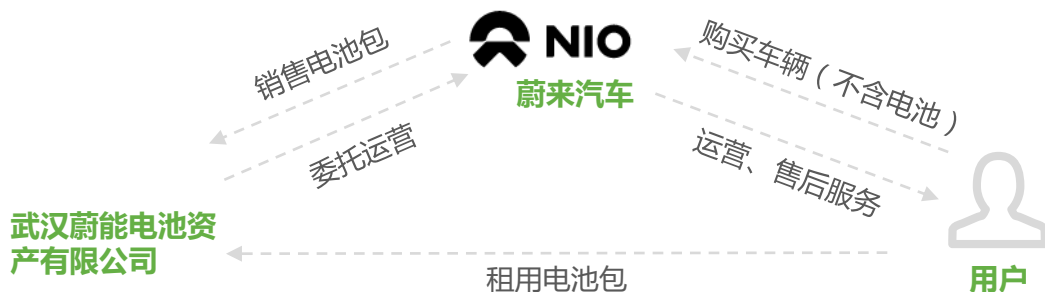 NIO
蔚来汽车
销售电池包
委托运营
购买车辆（不含电池）
运营、售后服务
武汉蔚能电池资
产有限公司
租用电池包
用户